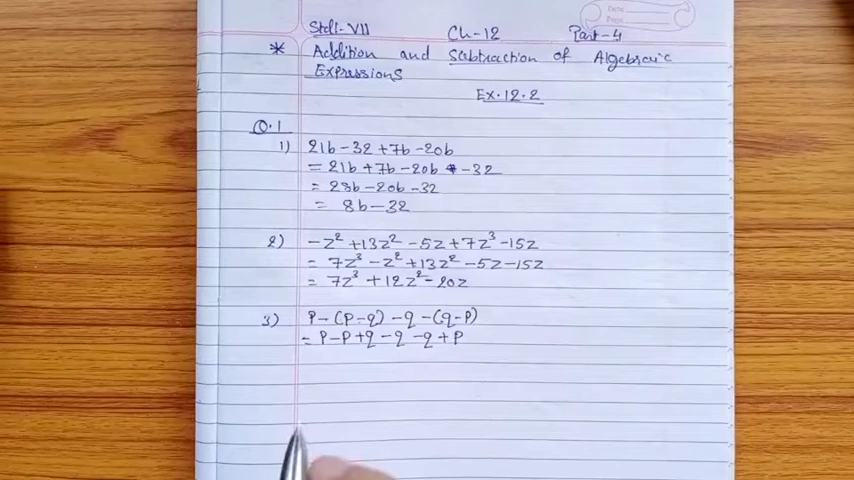 Date
Page
Std:-VII Ch-12 Part-4
* Addition and Subtraction of Algebraic
Expressions
Ex.12.2
Q.1
1) 21b-32+7b-20b
= 21b+7b-20b -32
= 28b-20b-32
= 8b-32
2) -z²+13z²-5z+7z³-15z
= 7z³-z²+13z²-5z-15z
= 7z³+12z²-20z
3) P-(P-q)-q-(q-P)
= P-P+q-q-q+P